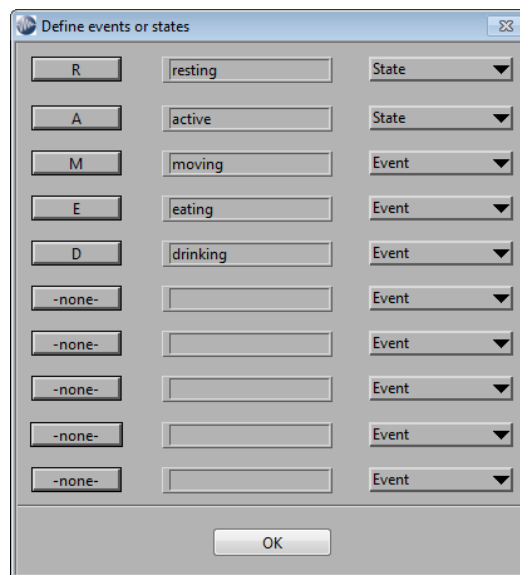 Define events or states
R resting State
A active State
M moving Event
E eating Event
D drinking Event
-none- Event
-none- Event
-none- Event
-none- Event
-none- Event
OK